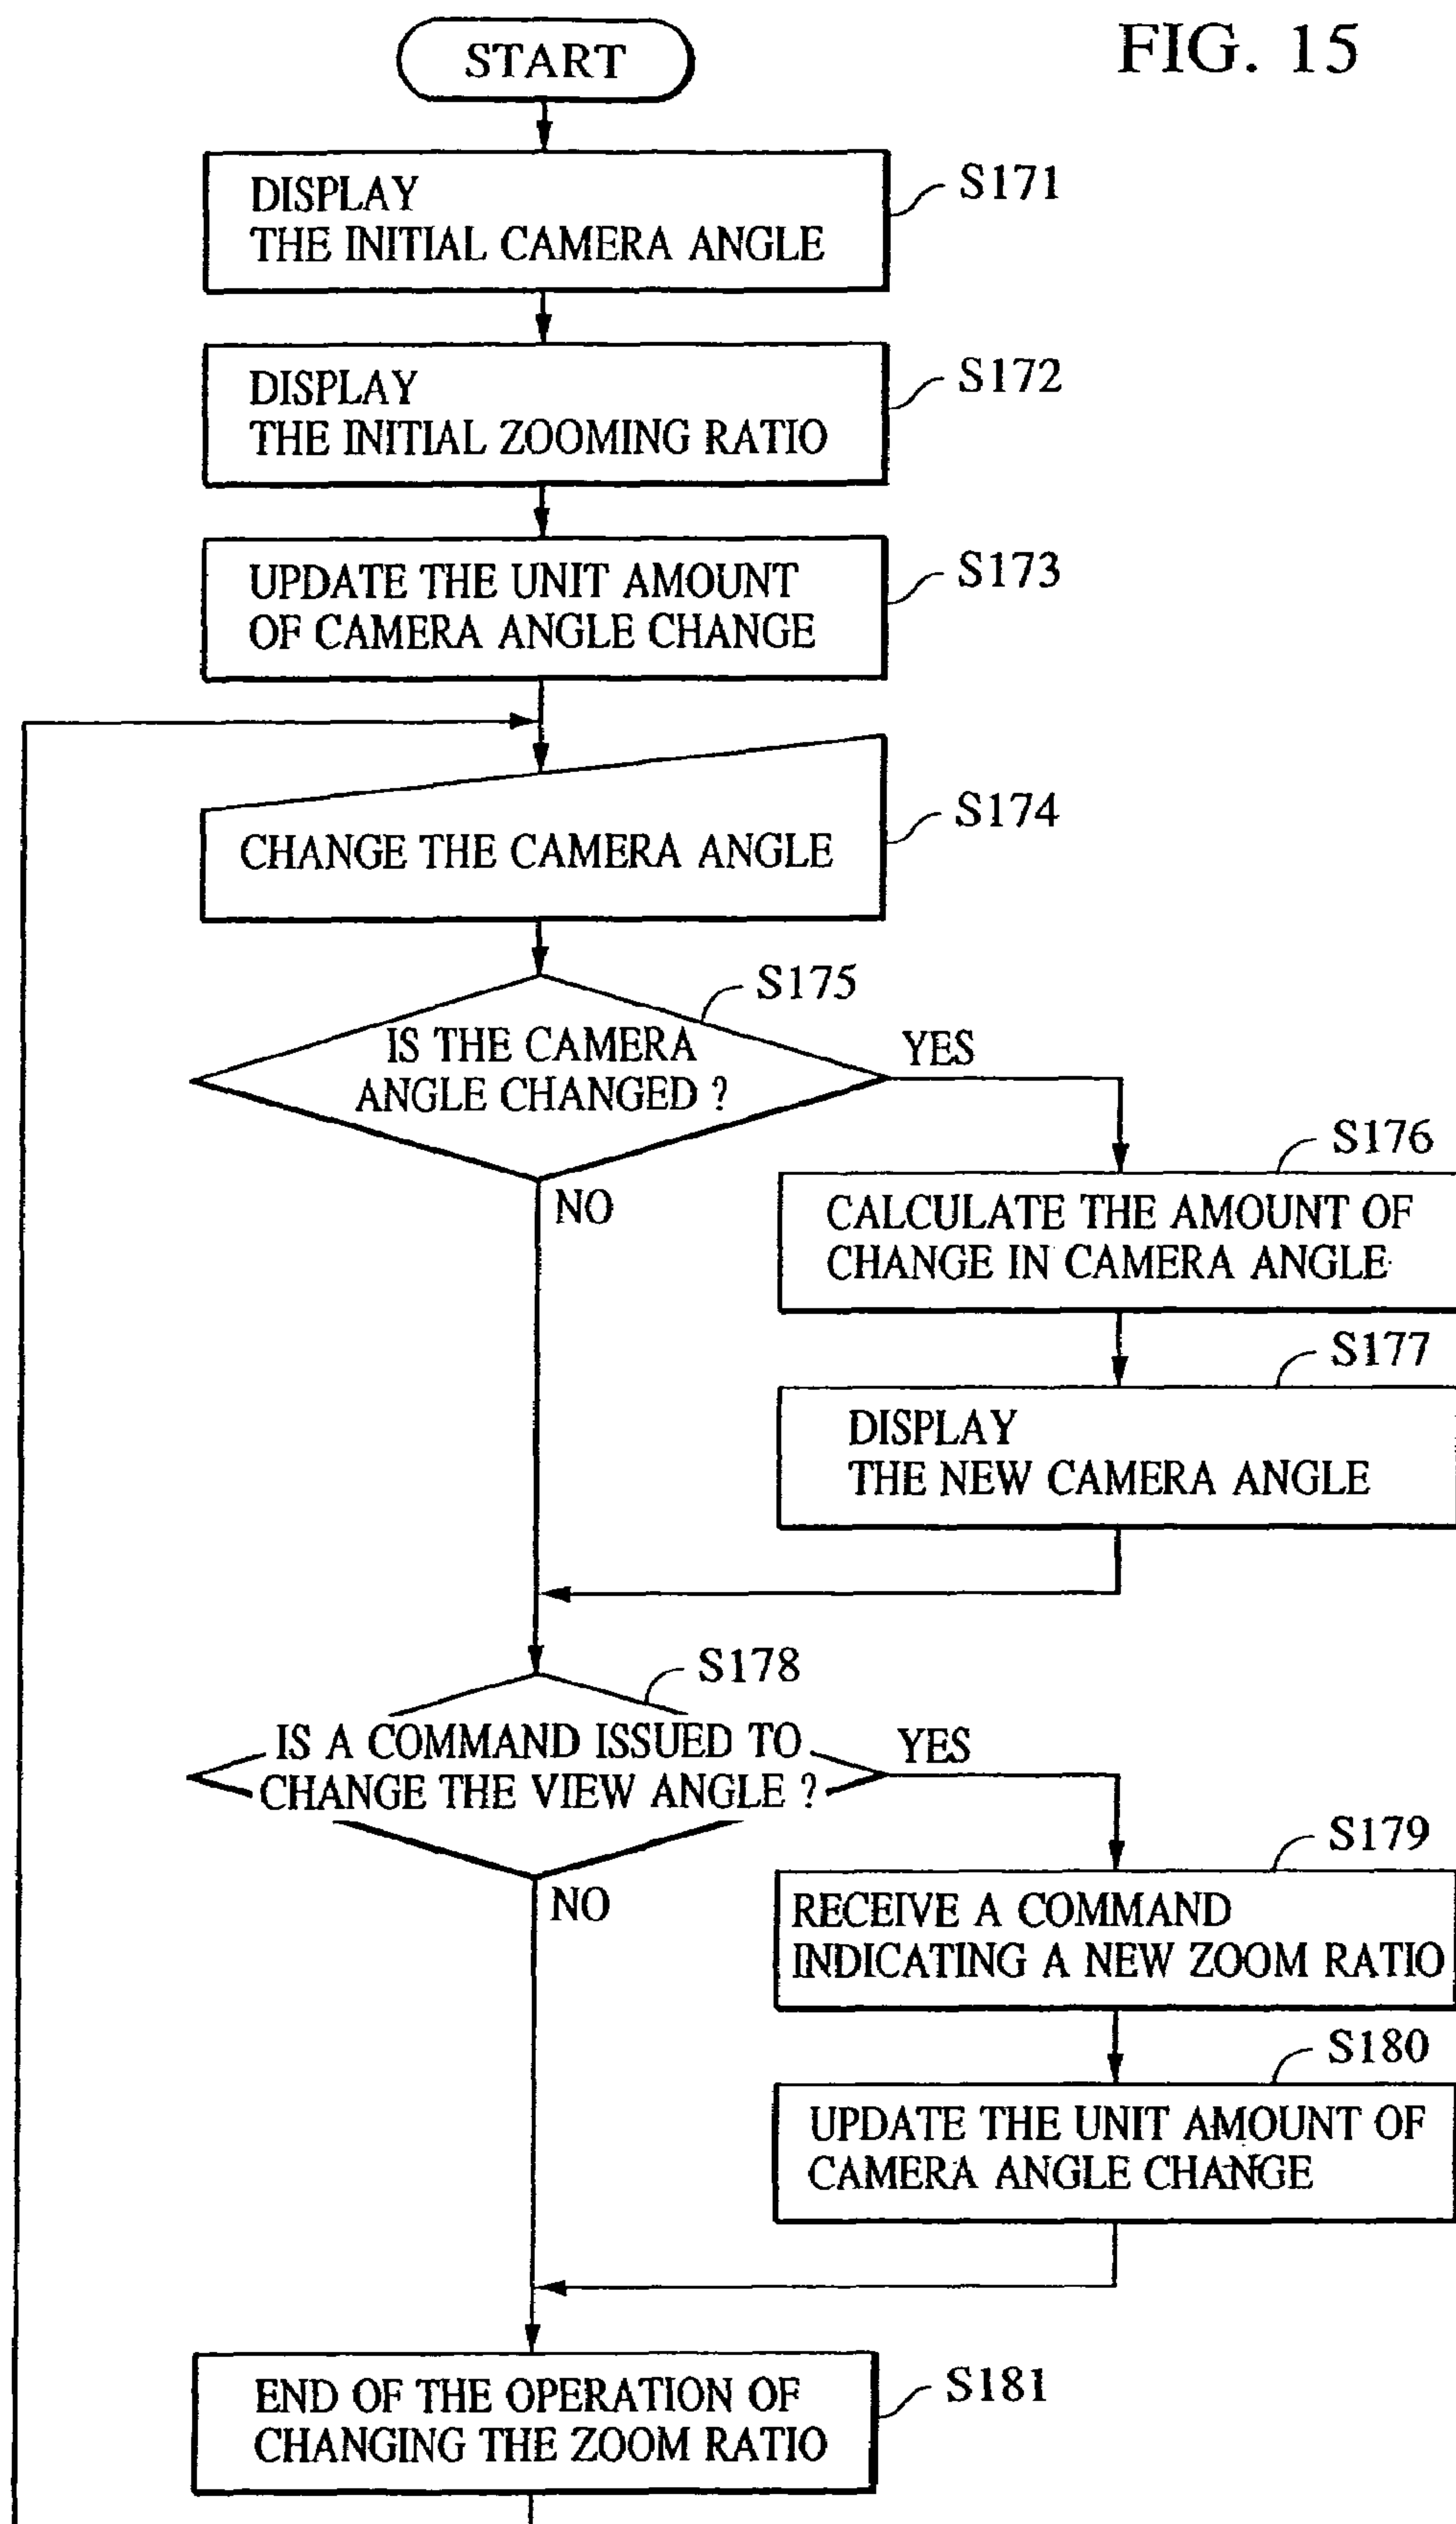 FIG. 15
START
DISPLAY
THE INITIAL CAMERA ANGLE
S171
DISPLAY
THE INITIAL ZOOMING RATIO
S172
UPDATE THE UNIT AMOUNT
OF CAMERA ANGLE CHANGE
S173
CHANGE THE CAMERA ANGLE
S174
S175
IS THE CAMERA
ANGLE CHANGED ?
YES
NO
S176
CALCULATE THE AMOUNT OF
CHANGE IN CAMERA ANGLE
S177
DISPLAY
THE NEW CAMERA ANGLE
S178
IS A COMMAND ISSUED TO
CHANGE THE VIEW ANGLE ?
YES
NO
S179
RECEIVE A COMMAND
INDICATING A NEW ZOOM RATIO
S180
UPDATE THE UNIT AMOUNT OF
CAMERA ANGLE CHANGE
END OF THE OPERATION OF
CHANGING THE ZOOM RATIO
S181